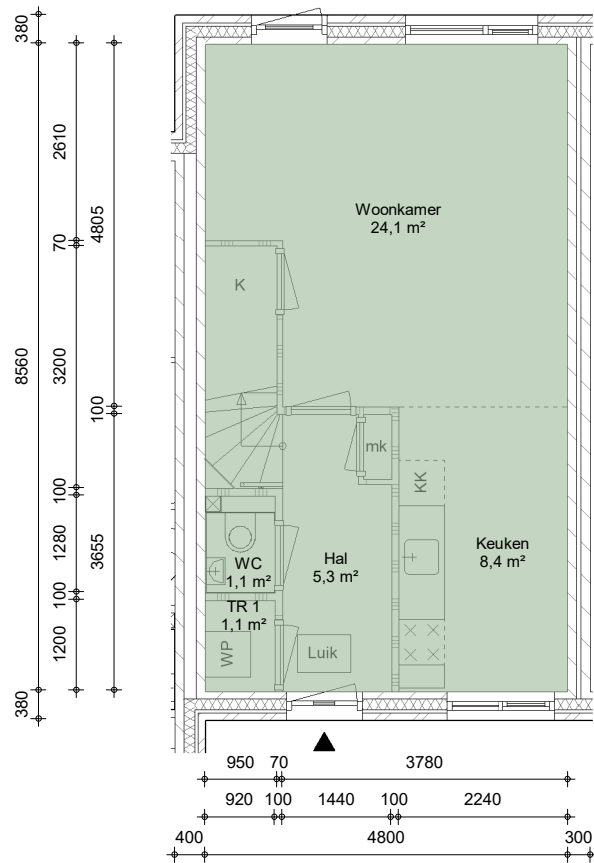 380
8560
380
2610
70
3200
100
1280
100
1200
4805
100
3655
Woonkamer
24,1 m²
K
mk
KK
WC
1,1 m²
Hal
5,3 m²
Keuken
8,4 m²
TR 1
1,1 m²
WP
Luik
950 70 3780
920 100 1440 100 2240
400 4800 300